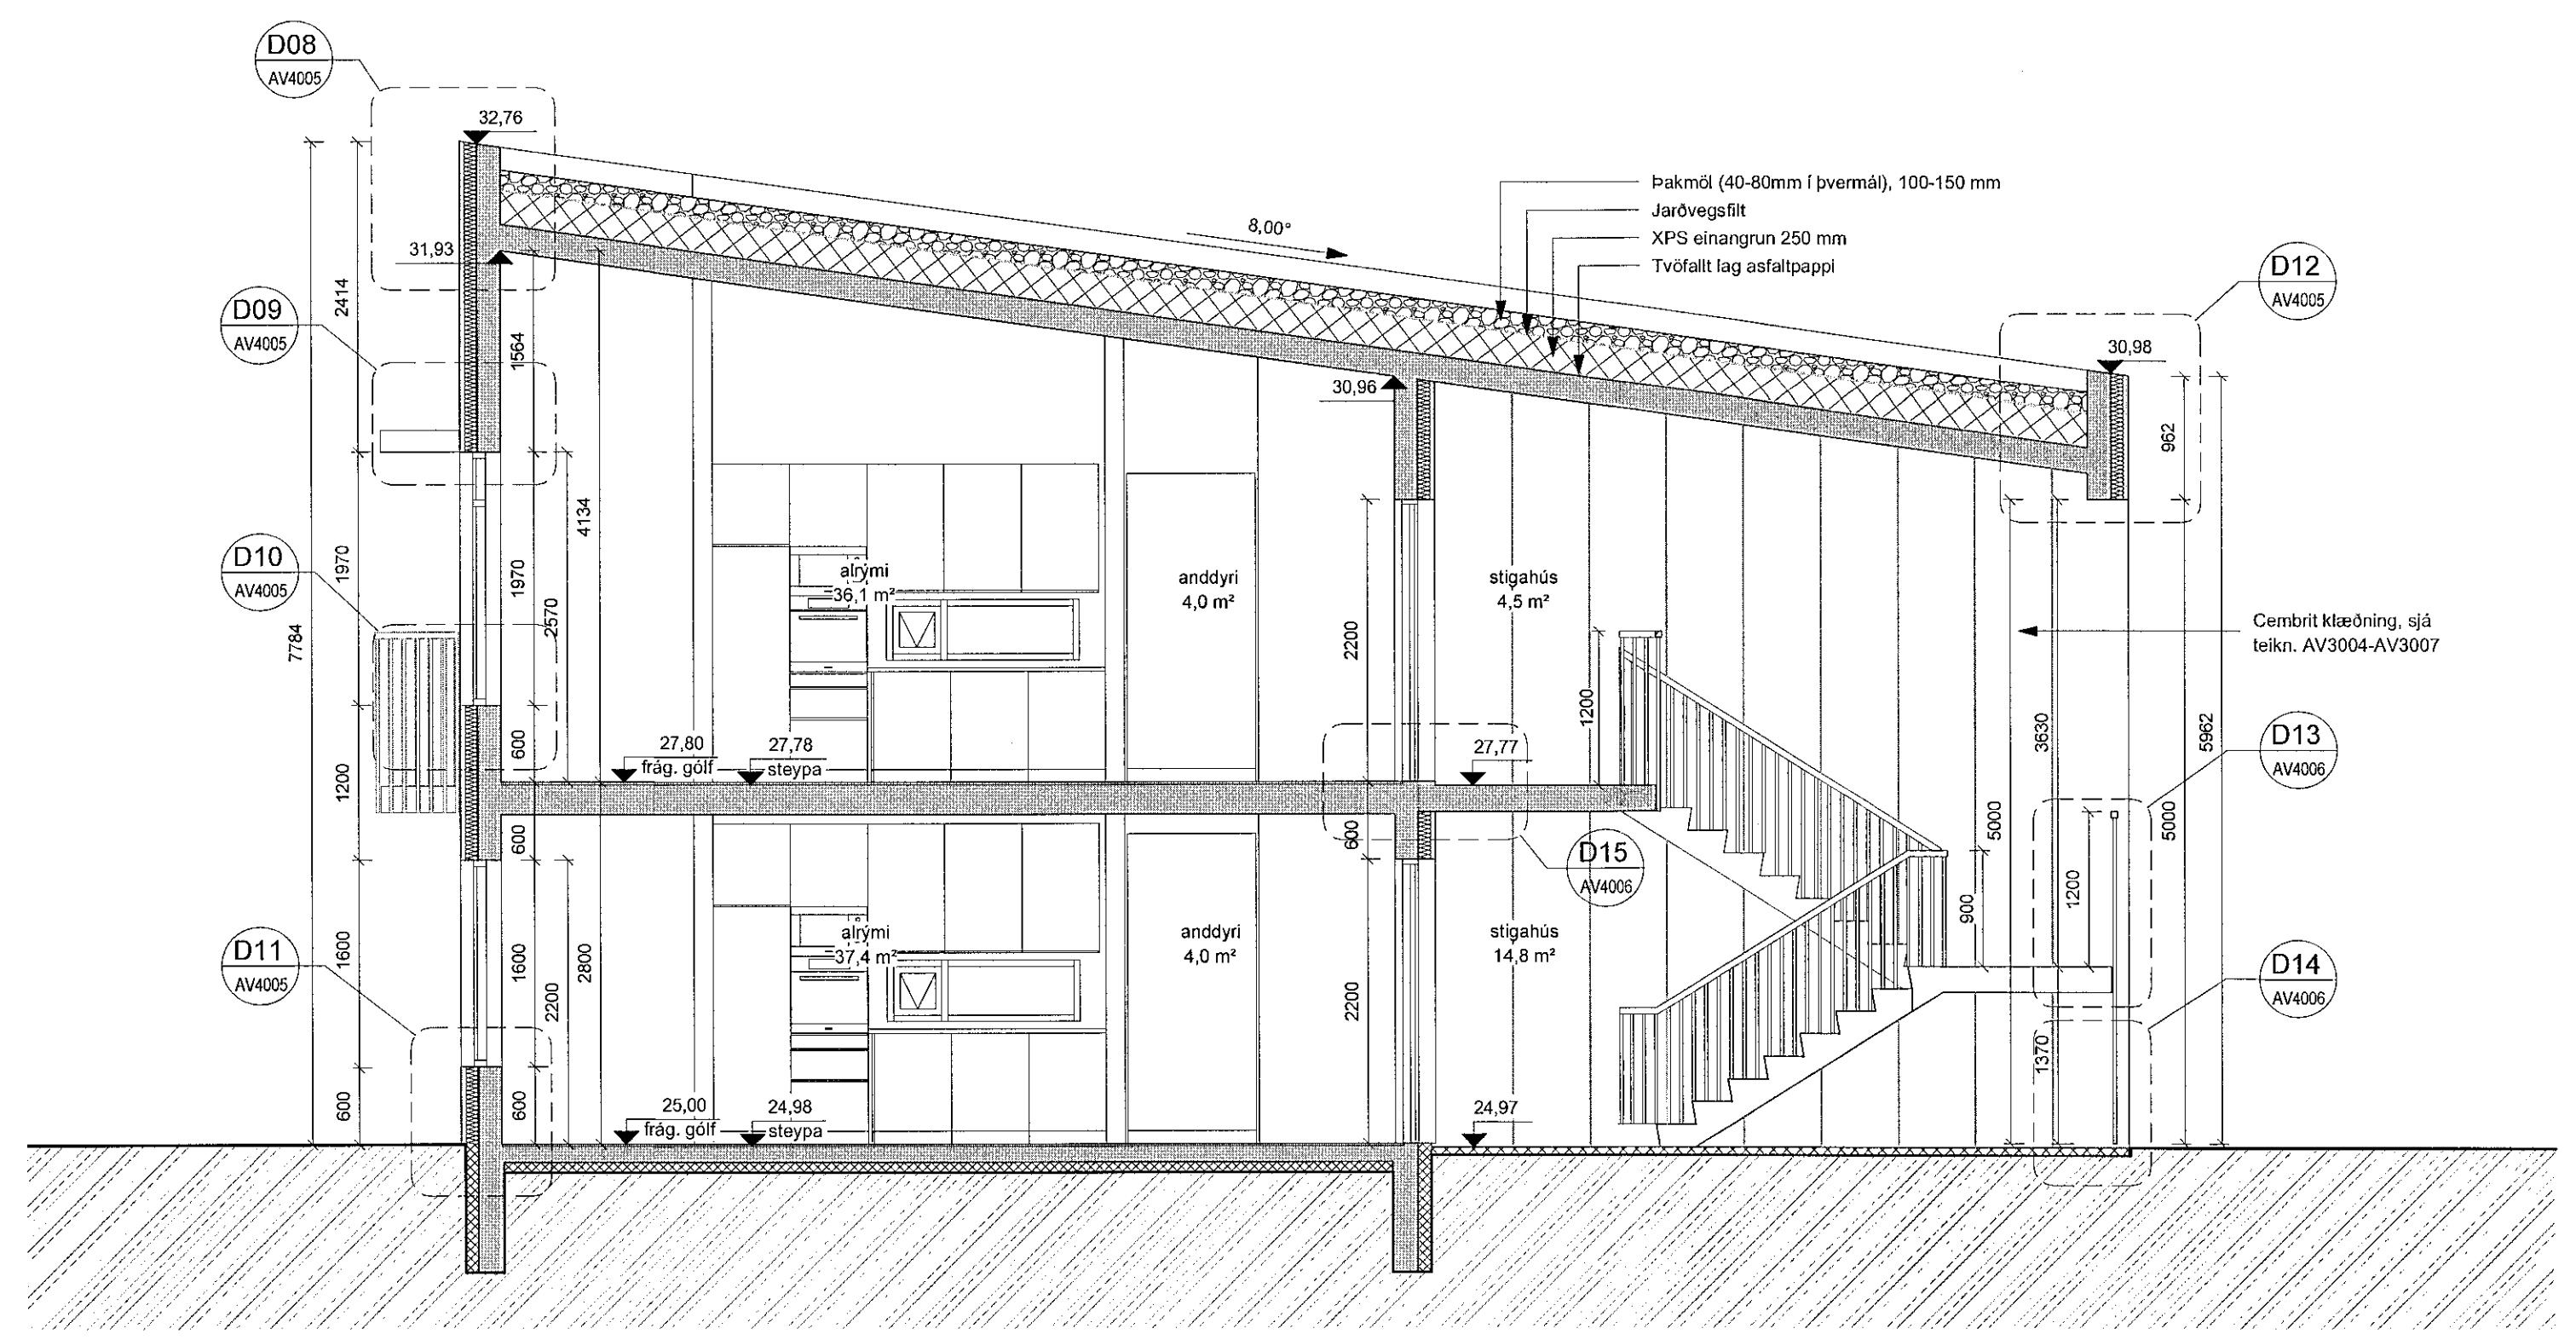 D08
AV4005
32,76
Þakmöl (40-80mm í þvermál), 100-150 mm
Jarðvegsfilt
XPS einangrun 250 mm
Tvöfallt lag asfaltpappi
8,00°
31,93
D12
AV4005
2414
D09
AV4005
1564
30,98
30,96
962
4134
D10
AV4005
1970
1970
2570
7784
alrými
36,1 m²
anddyri
4,0 m²
stigahús
4,5 m²
2200
1200
Cembrit klæðning, sjá
teikn. AV3004-AV3007
3630
5962
D13
AV4006
27,80
frág. gólf
27,78
steypa
27,77
600
1200
600
600
5000
5000
D15
AV4006
1200
900
D11
AV4005
1600
1600
2800
2200
alrými
37,4 m²
anddyri
4,0 m²
stigahús
14,8 m²
2200
D14
AV4006
1370
600
600
25,00
frág. gólf
24,98
steypa
24,97